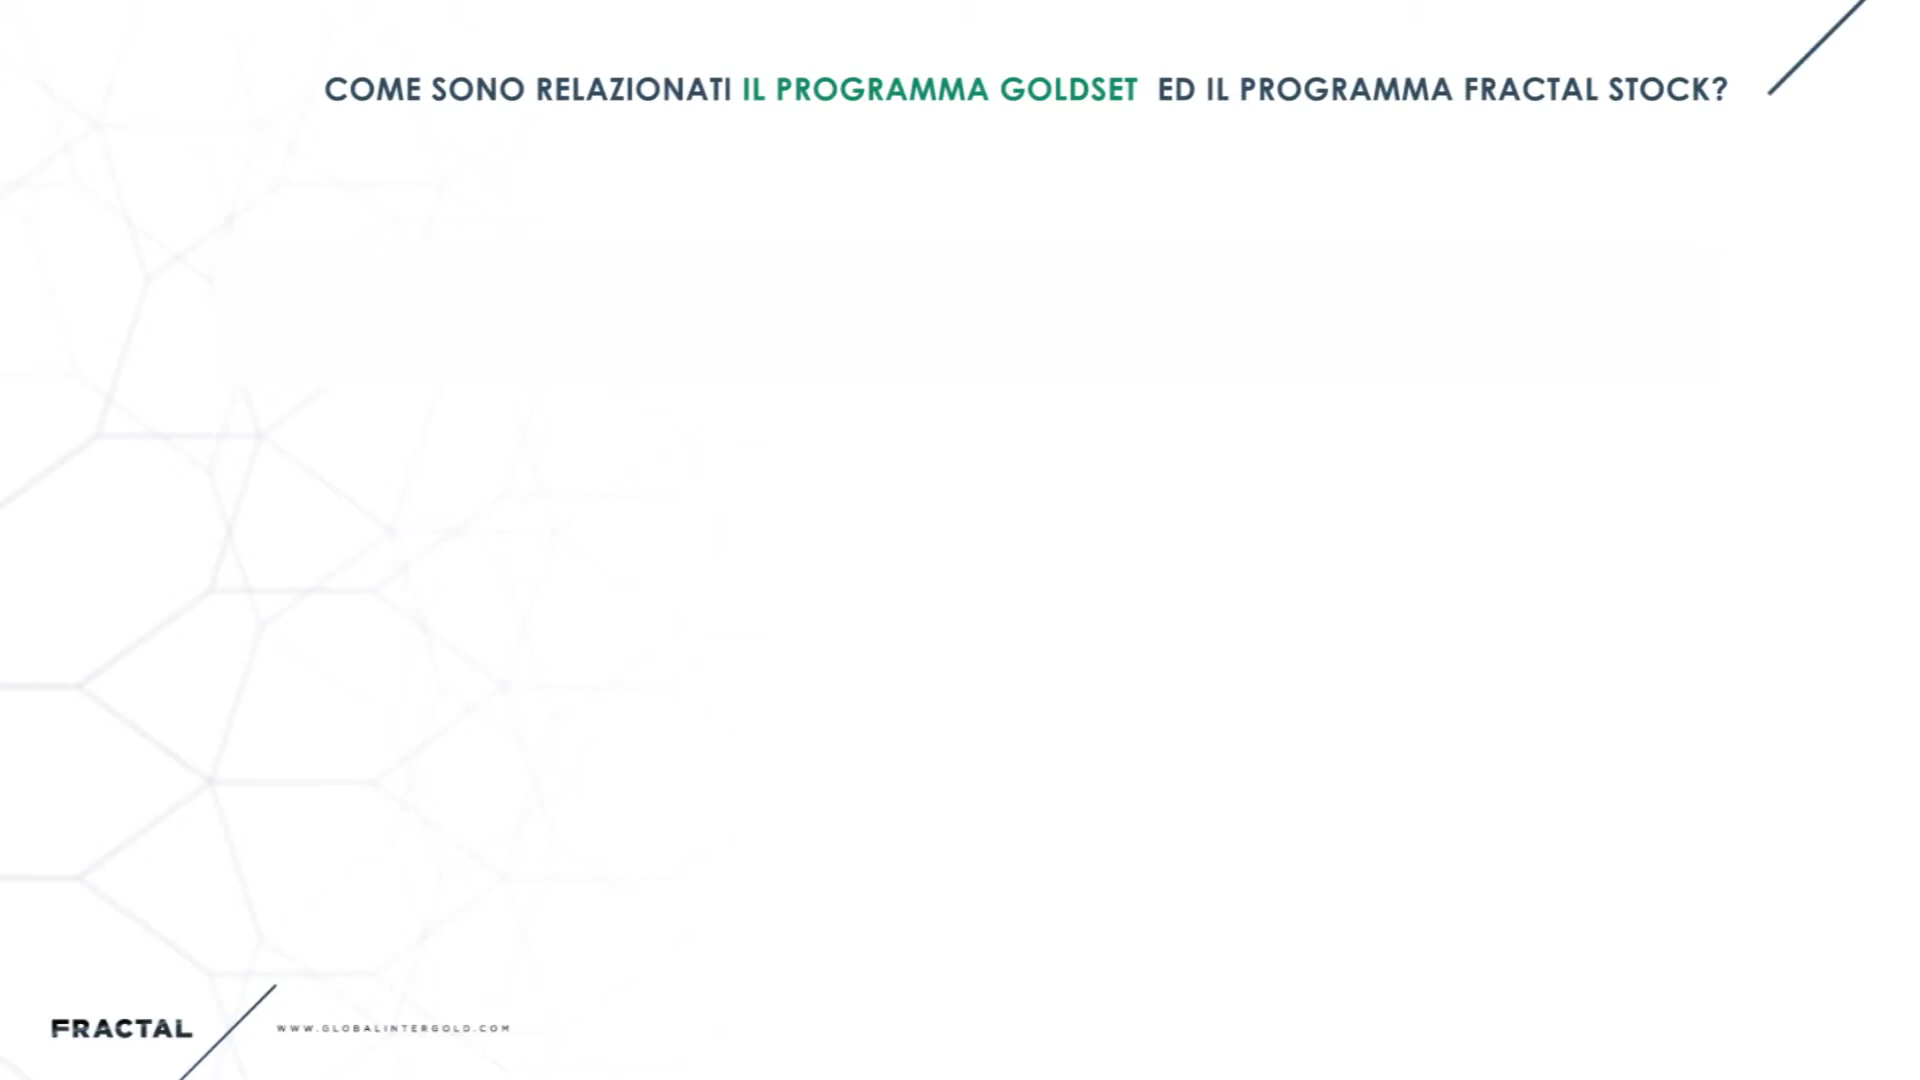 COME SONO RELAZIONATI IL PROGRAMMA GOLDSET ED IL PROGRAMMA FRACTAL STOCK?
FRACTAL
WWW.GLOBALINTERGOLD.COM